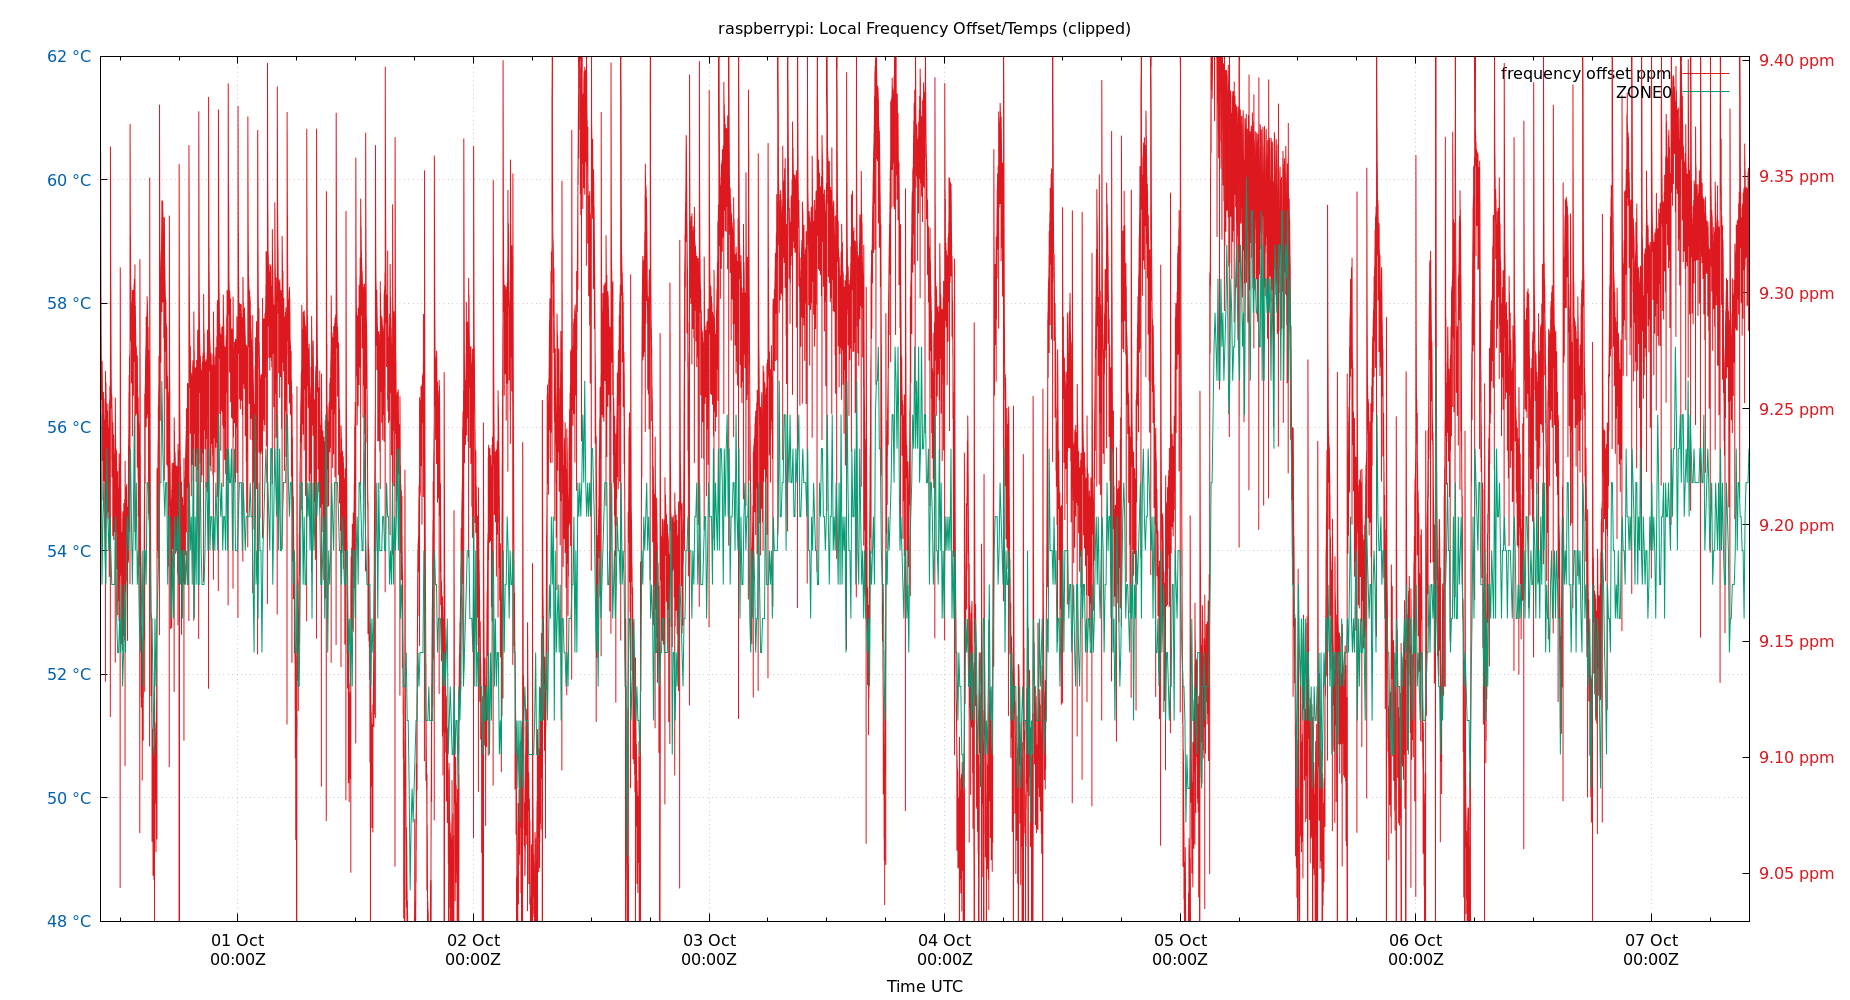 raspberrypi: Local Frequency Offset/Temps (clipped)
62 °C
60 °C
58 °C
56 °C
54 °C
52 °C
50 °C
48 °C
9.40 ppm
9.35 ppm
9.30 ppm
9.25 ppm
9.20 ppm
9.15 ppm
9.10 ppm
9.05 ppm
frequency offset ppm
ZONE0
01 Oct
00:00Z
02 Oct
00:00Z
03 Oct
00:00Z
04 Oct
00:00Z
05 Oct
00:00Z
06 Oct
00:00Z
07 Oct
00:00Z
Time UTC